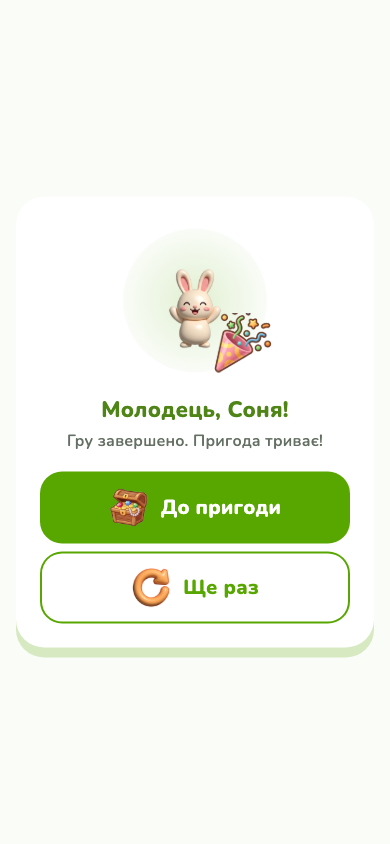 Молодець, Соня!
Гру завершено. Пригода триває!
До пригоди
Ще раз